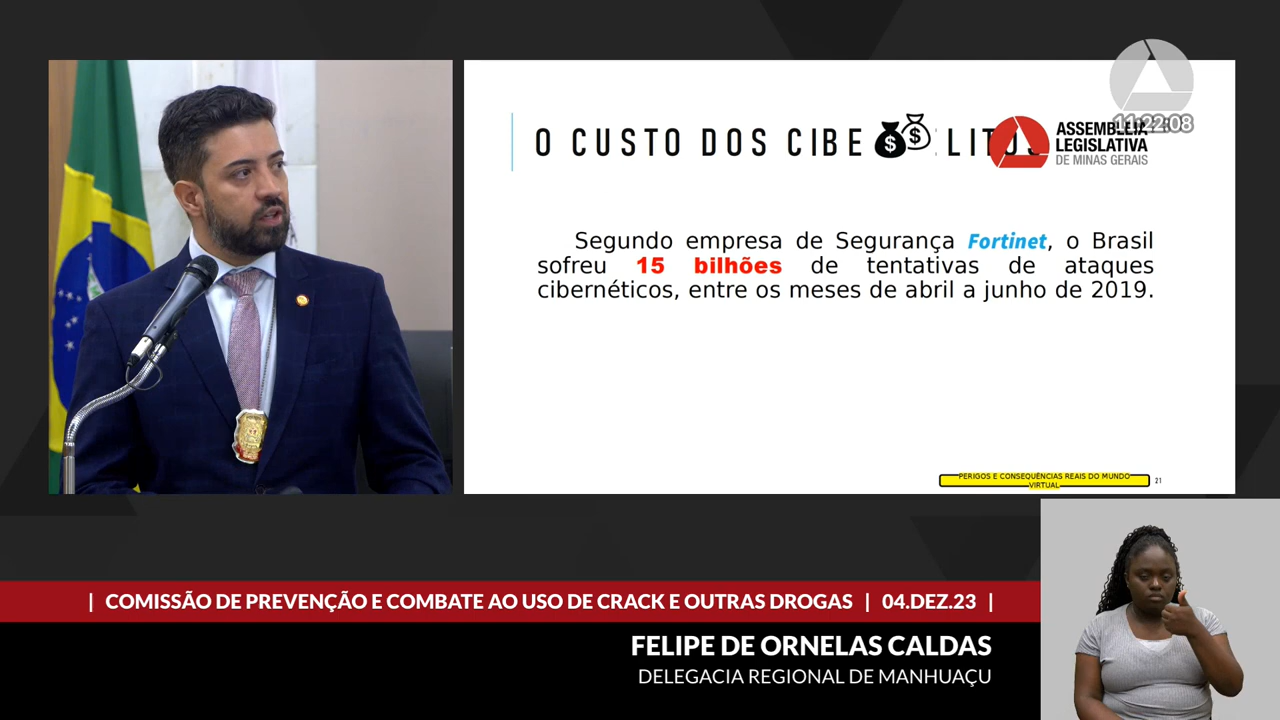 11:22:08
O CUSTO DOS CIBE LITOS
ASSEMBLEIA
LEGISLATIVA
DE MINAS GERAIS
Segundo empresa de Segurança Fortinet, o Brasil
sofreu 15 bilhões de tentativas de ataques
cibernéticos, entre os meses de abril a junho de 2019.
PERIGOS E CONSEQUÊNCIAS REAIS DO MUNDO
VIRTUAL
21
| COMISSÃO DE PREVENÇÃO E COMBATE AO USO DE CRACK E OUTRAS DROGAS | 04.DEZ.23 |
FELIPE DE ORNELAS CALDAS
DELEGACIA REGIONAL DE MANHUAÇU